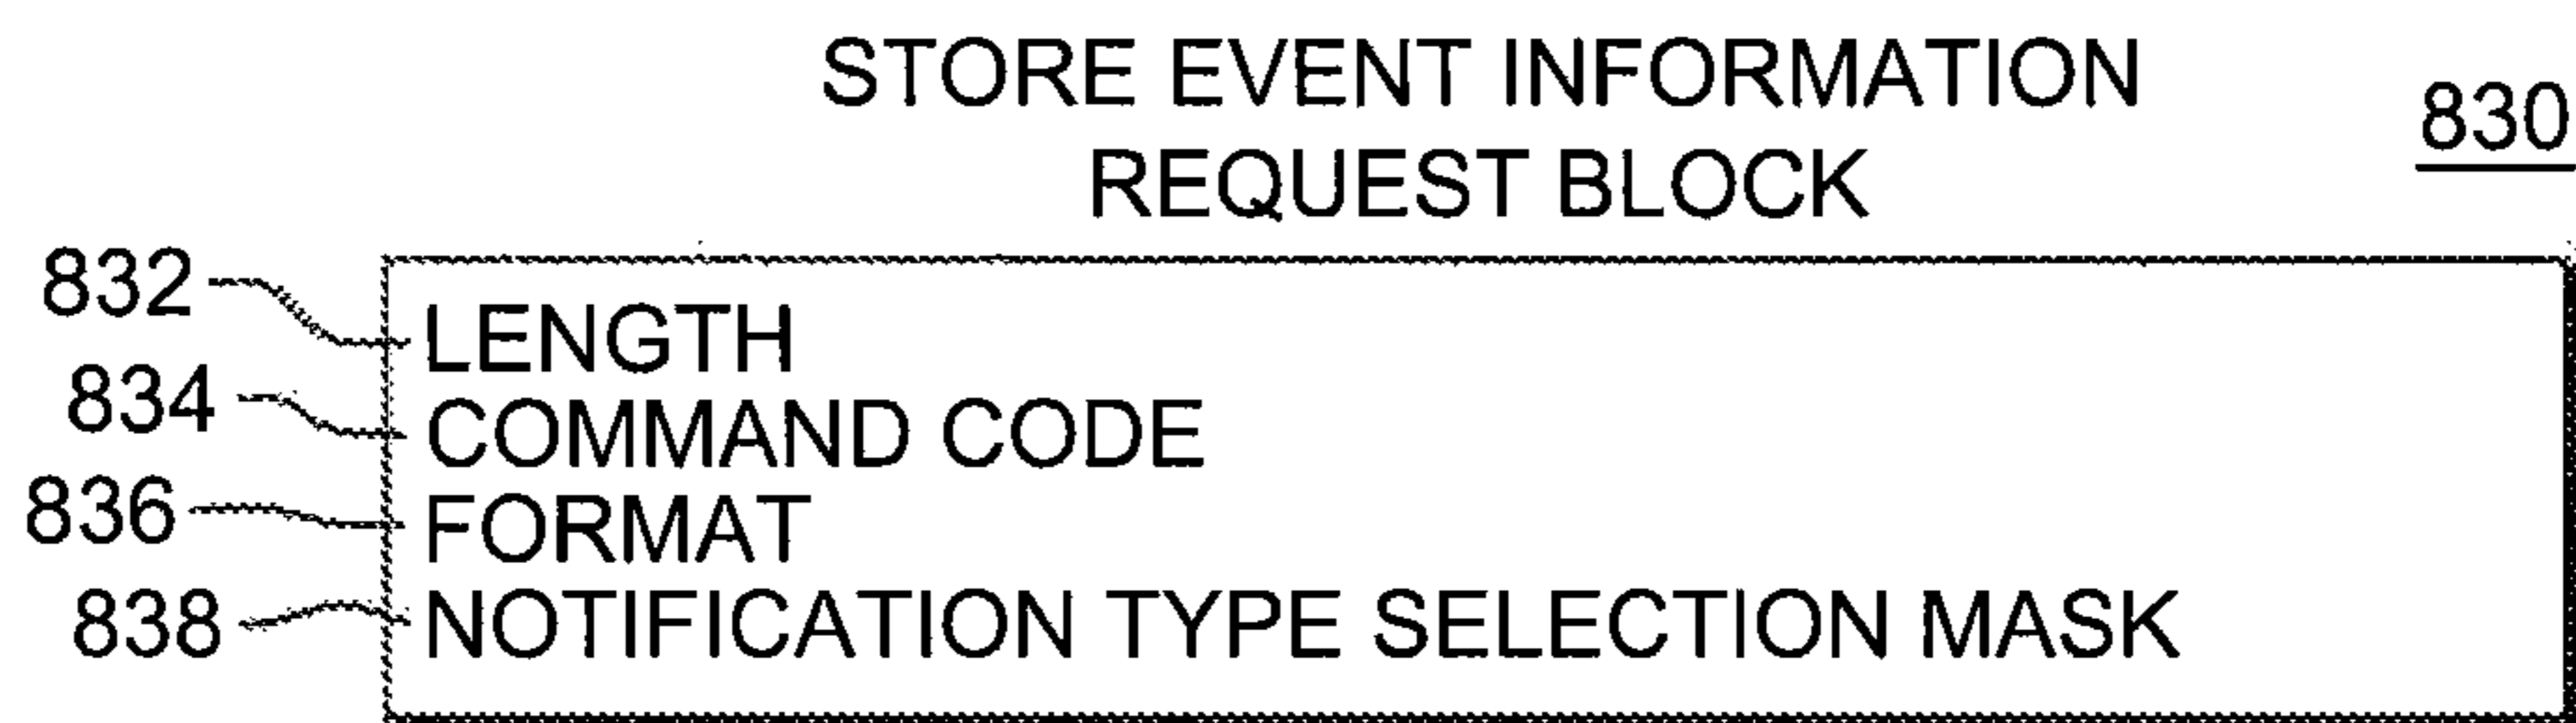 STORE EVENT INFORMATION
REQUEST BLOCK
830
832 LENGTH
834 COMMAND CODE
836 FORMAT
838 NOTIFICATION TYPE SELECTION MASK